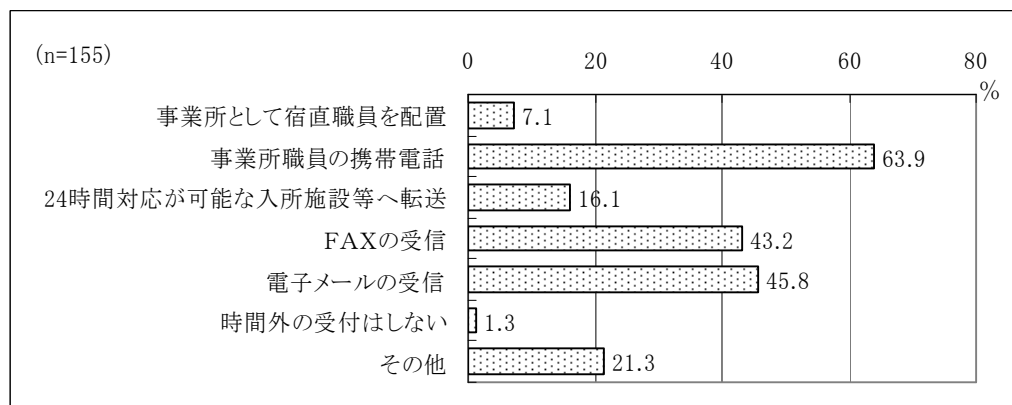 (n=155)
0 20 40 60 80
%
事業所として宿直職員を配置 7.1
事業所職員の携帯電話 63.9
24時間対応が可能な入所施設等へ転送 16.1
FAXの受信 43.2
電子メールの受信 45.8
時間外の受付はしない 1.3
その他 21.3